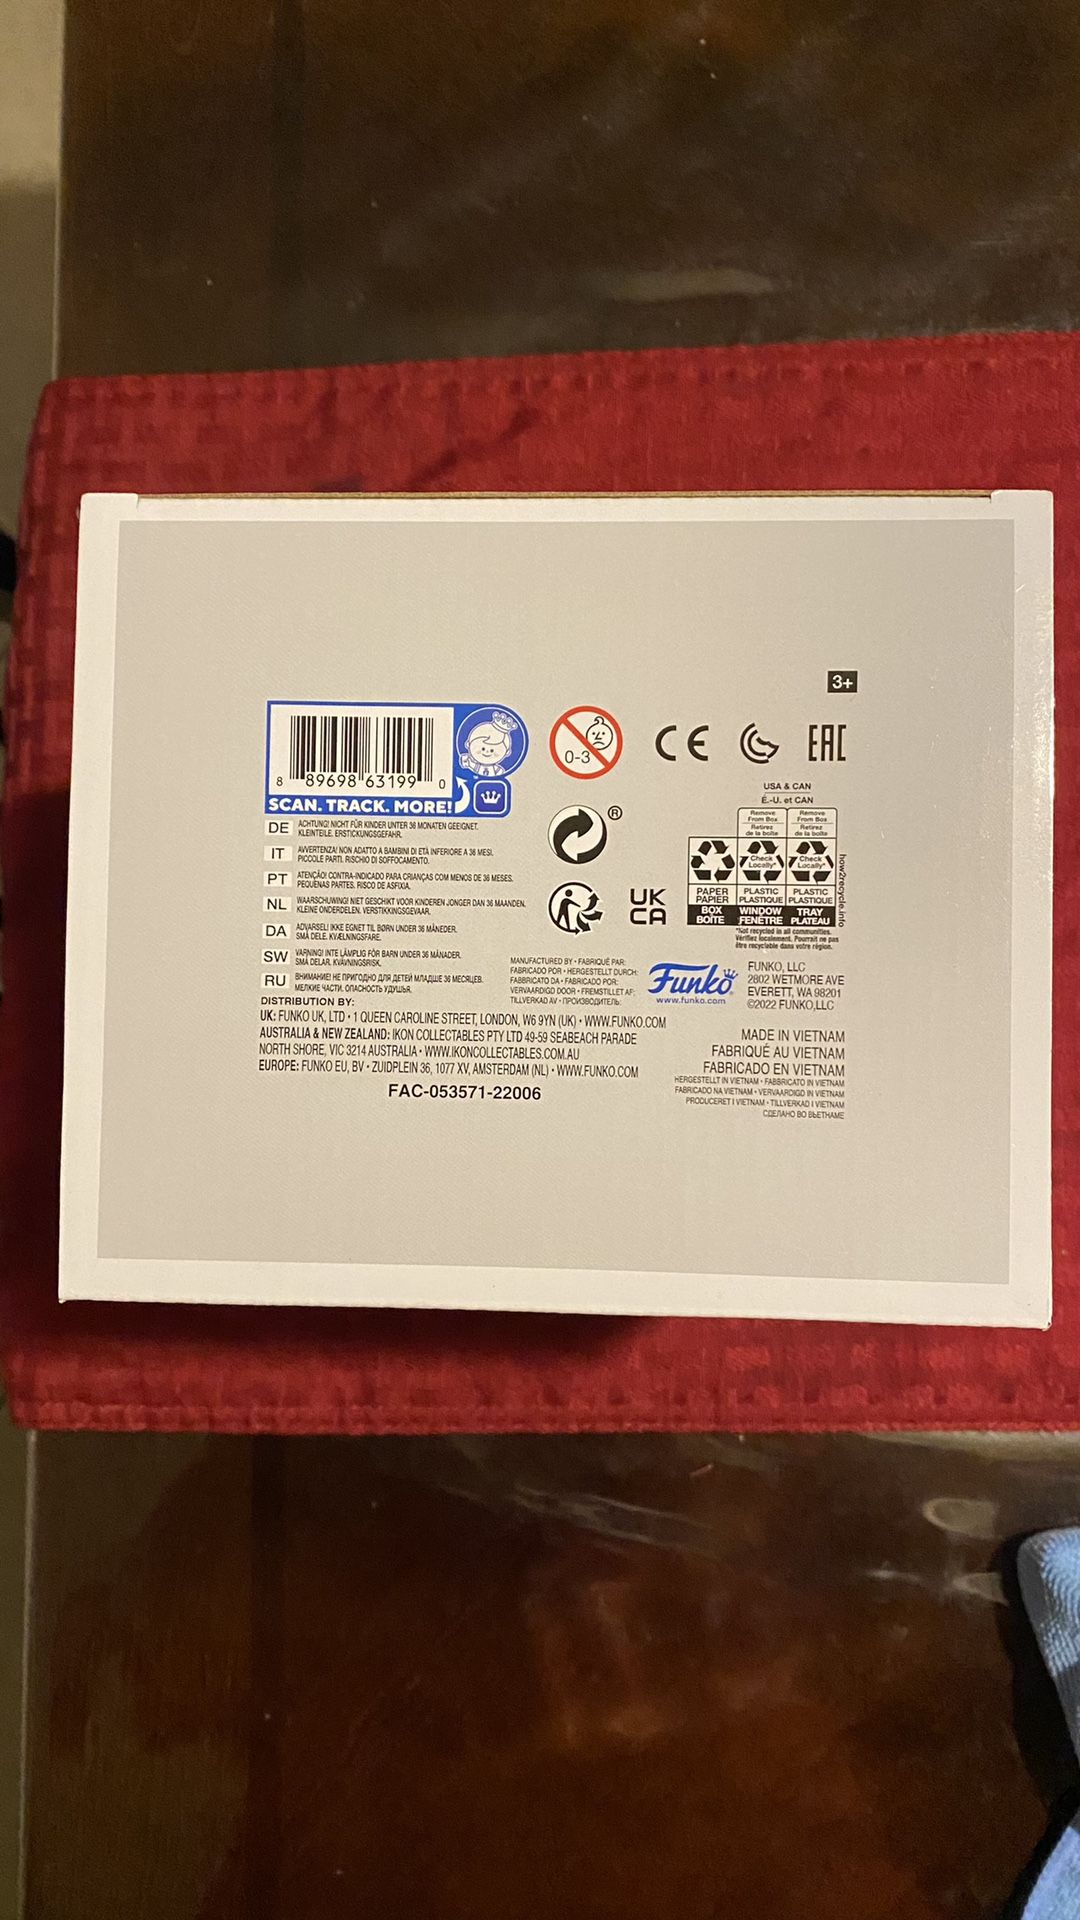 3+
8 89698 63199 0
SCAN. TRACK. MORE!
0-3
CE
EAC
USA & CAN
É.-U. et CAN
Remove From Box
Retirez de la boîte
Remove From Box
Retirez de la boîte
Check Locally*
Check Locally*
PAPER
PAPIER
BOX
BOÎTE
PLASTIC
PLASTIQUE
WINDOW
FENÊTRE
PLASTIC
PLASTIQUE
TRAY
PLATEAU
how2recycle.info
*Not recycled in all communities.
Vérifiez localement. Pourrait ne pas
être recyclable dans votre région.
®
UK
CA
DE ACHTUNG! NICHT FÜR KINDER UNTER 36 MONATEN GEEIGNET.
KLEINTEILE. ERSTICKUNGSGEFAHR.
IT AVVERTENZA! NON ADATTO A BAMBINI DI ETÀ INFERIORE A 36 MESI.
PICCOLE PARTI. RISCHIO DI SOFFOCAMENTO.
PT ATENÇÃO! CONTRA-INDICADO PARA CRIANÇAS COM MENOS DE 36 MESES.
PEQUENAS PARTES. RISCO DE ASFIXIA.
NL WAARSCHUWING! NIET GESCHIKT VOOR KINDEREN JONGER DAN 36 MAANDEN.
KLEINE ONDERDELEN. VERSTIKKINGSGEVAAR.
DA ADVARSEL! IKKE EGNET TIL BØRN UNDER 36 MÅNEDER.
SMÅ DELE. KVÆLNINGSFARE.
SW VARNING! INTE LÄMPLIG FÖR BARN UNDER 36 MÅNADER.
SMÅ DELAR. KVÄVNINGSRISK.
RU ВНИМАНИЕ! НЕ ПРИГОДНО ДЛЯ ДЕТЕЙ МЛАДШЕ 36 МЕСЯЦЕВ.
МЕЛКИЕ ЧАСТИ. ОПАСНОСТЬ УДУШЬЯ.
MANUFACTURED BY • FABRIQUÉ PAR:
FABRICADO POR • HERGESTELLT DURCH:
FABBRICATO DA • FABRICADO POR:
VERVAARDIGD DOOR • FREMSTILLET AF:
TILLVERKAD AV • ПРОИЗВОДИТЕЛЬ:
Funko
www.funko.com
FUNKO, LLC
2802 WETMORE AVE
EVERETT, WA 98201
©2022 FUNKO,LLC
DISTRIBUTION BY:
UK: FUNKO UK, LTD • 1 QUEEN CAROLINE STREET, LONDON, W6 9YN (UK) • WWW.FUNKO.COM
AUSTRALIA & NEW ZEALAND: IKON COLLECTABLES PTY LTD 49-59 SEABEACH PARADE
NORTH SHORE, VIC 3214 AUSTRALIA • WWW.IKONCOLLECTABLES.COM.AU
EUROPE: FUNKO EU, BV • ZUIDPLEIN 36, 1077 XV, AMSTERDAM (NL) • WWW.FUNKO.COM
FAC-053571-22006
MADE IN VIETNAM
FABRIQUÉ AU VIETNAM
FABRICADO EN VIETNAM
HERGESTELLT IN VIETNAM • FABBRICATO IN VIETNAM
FABRICADO NA VIETNAM • VERVAARDIGD IN VIETNAM
PRODUCERET I VIETNAM • TILLVERKAD I VIETNAM
СДЕЛАНО ВО ВЬЕТНАМЕ